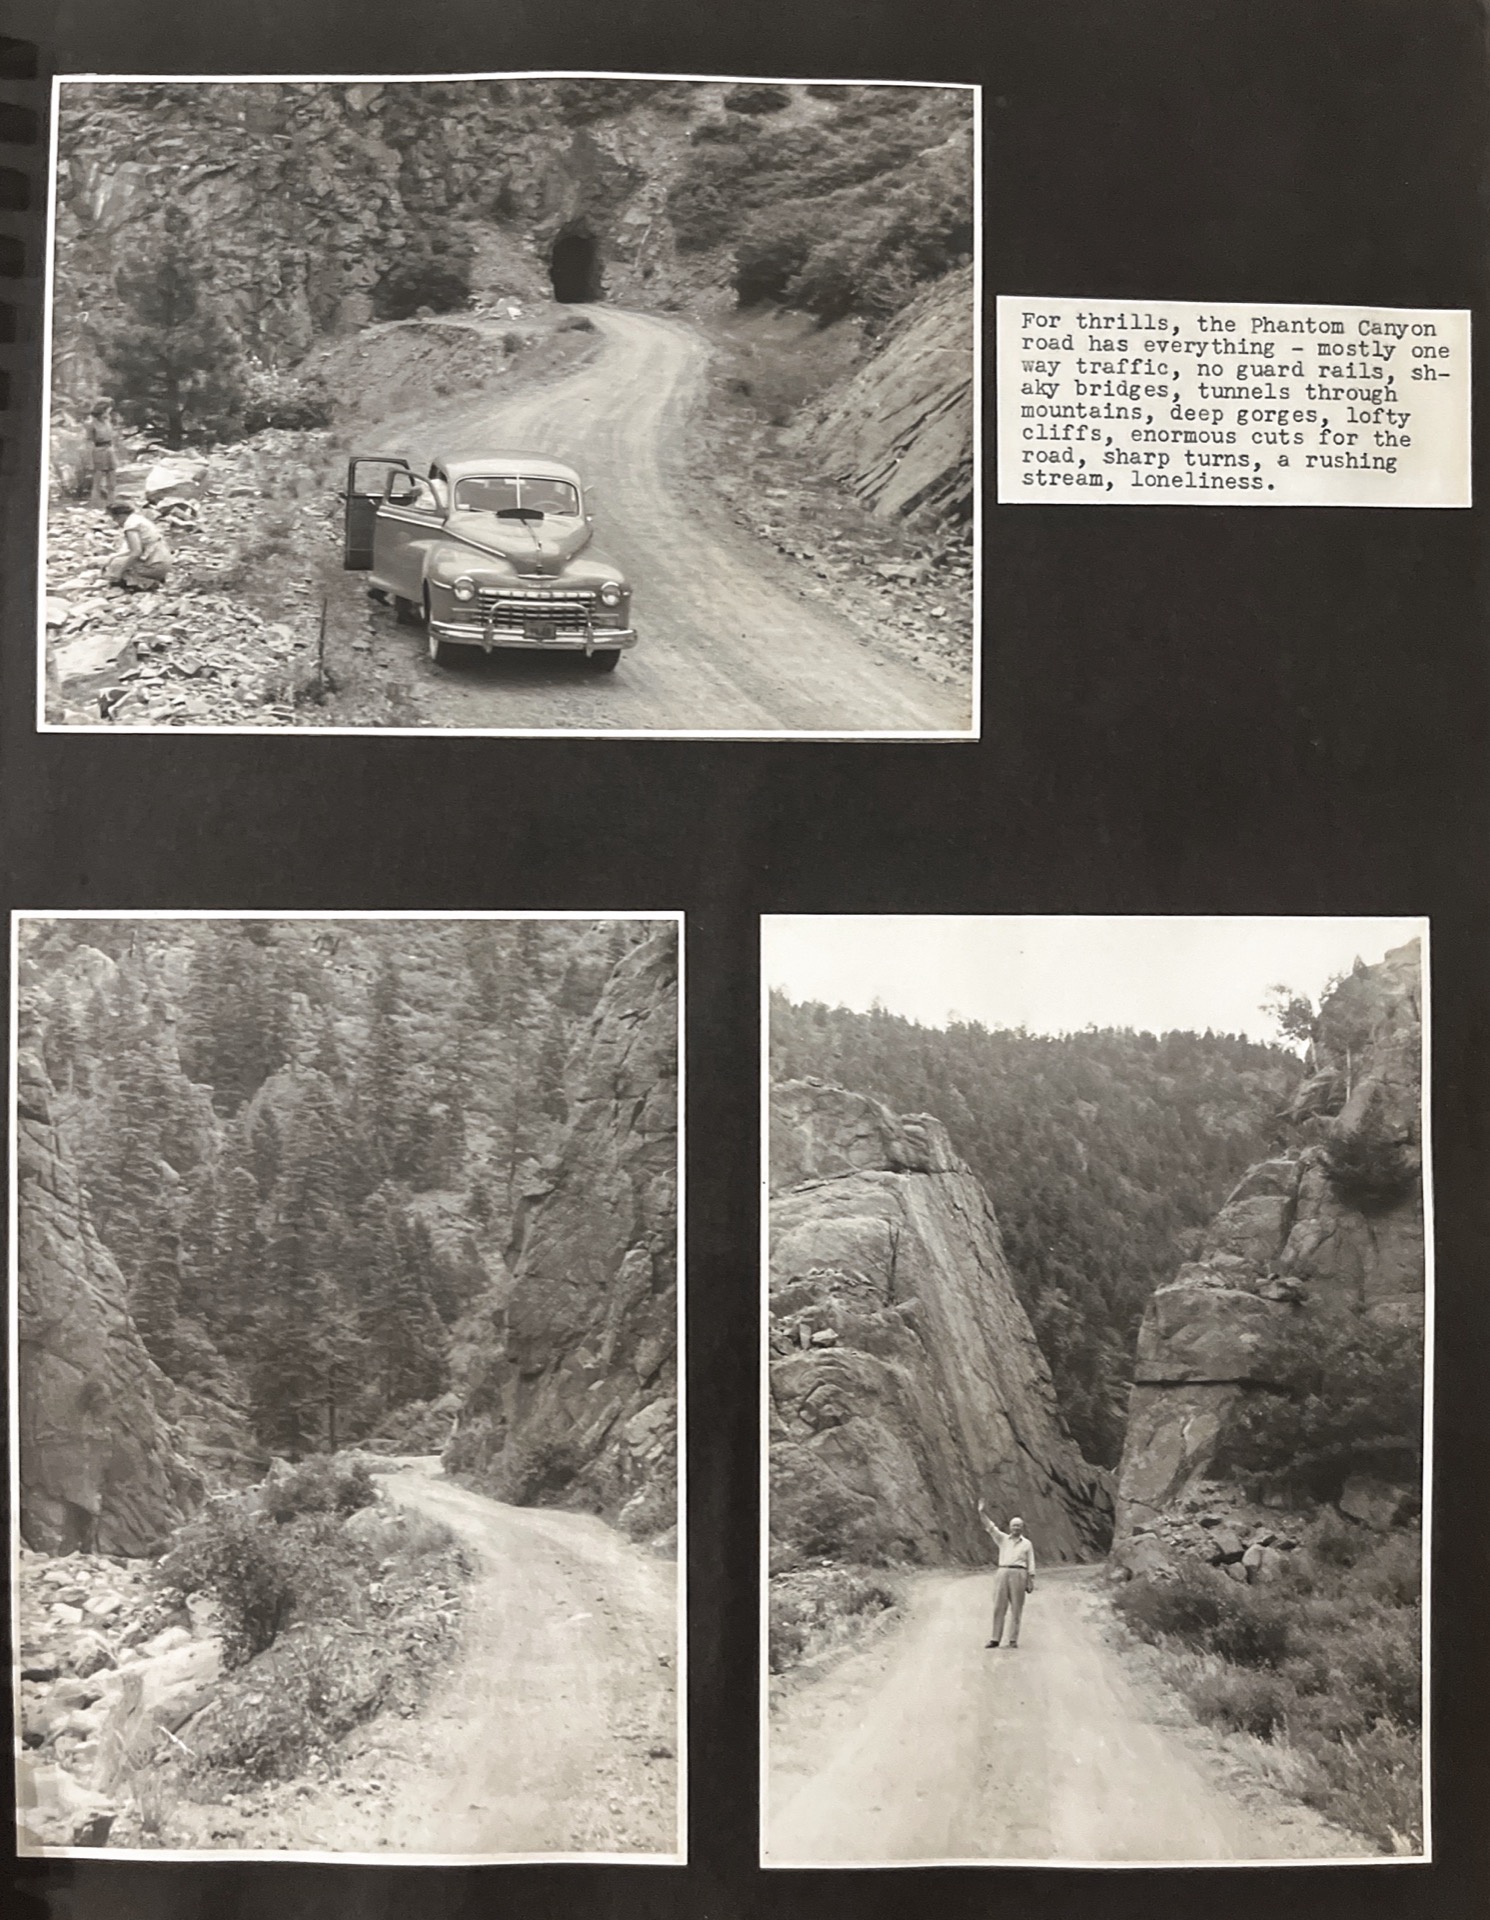 For thrills, the Phantom Canyon
road has everything - mostly one
way traffic, no guard rails, sh-
aky bridges, tunnels through
mountains, deep gorges, lofty
cliffs, enormous cuts for the
road, sharp turns, a rushing
stream, loneliness.